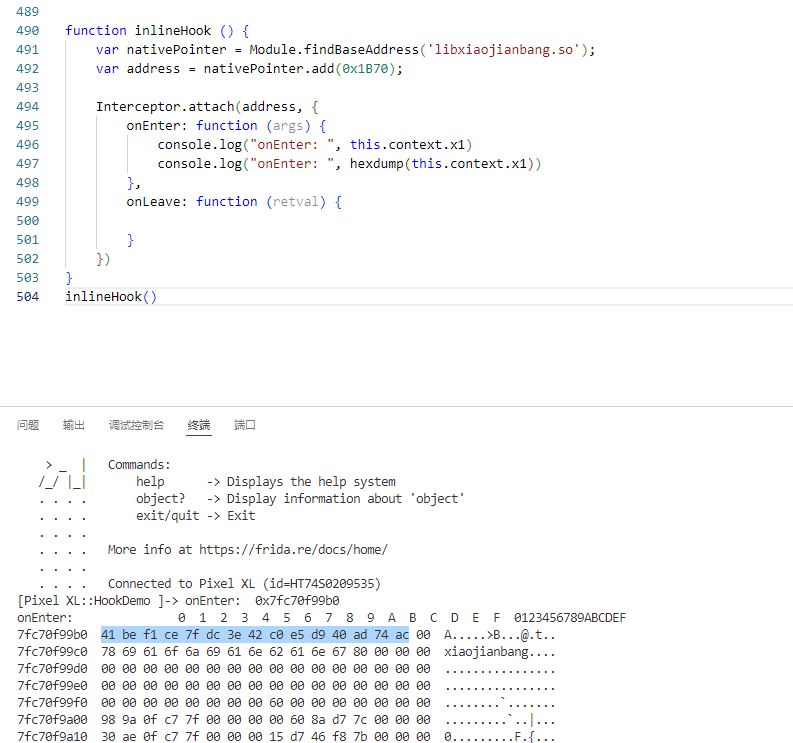 489
490 function inlineHook () {
491 var nativePointer = Module.findBaseAddress('libxiaojianbang.so');
492 var address = nativePointer.add(0x1B70);
493
494 Interceptor.attach(address, {
495 onEnter: function (args) {
496 console.log("onEnter: ", this.context.x1)
497 console.log("onEnter: ", hexdump(this.context.x1))
498 },
499 onLeave: function (retval) {
500
501 }
502 })
503 }
504 inlineHook()
问题 输出 调试控制台 终端 端口
> _ | Commands:
/_/ |_| help -> Displays the help system
. . . . object? -> Display information about 'object'
. . . . exit/quit -> Exit
. . . .
. . . . More info at https://frida.re/docs/home/
. . . .
. . . . Connected to Pixel XL (id=HT74S0209535)
[Pixel XL::HookDemo ]-> onEnter: 0x7fc70f99b0
onEnter: 0 1 2 3 4 5 6 7 8 9 A B C D E F 0123456789ABCDEF
7fc70f99b0 41 be f1 ce 7f dc 3e 42 c0 e5 d9 40 ad 74 ac 00 A.....>B...@.t..
7fc70f99c0 78 69 61 6f 6a 69 61 6e 62 61 6e 67 80 00 00 00 xiaojianbang....
7fc70f99d0 00 00 00 00 00 00 00 00 00 00 00 00 00 00 00 00 ................
7fc70f99e0 00 00 00 00 00 00 00 00 00 00 00 00 00 00 00 00 ................
7fc70f99f0 00 00 00 00 00 00 00 00 60 00 00 00 00 00 00 00 ........`.......
7fc70f9a00 98 9a 0f c7 7f 00 00 00 00 60 8a d7 7c 00 00 00 .........`..|...
7fc70f9a10 30 ae 0f c7 7f 00 00 00 15 d7 46 f8 7b 00 00 00 0.........F.{...